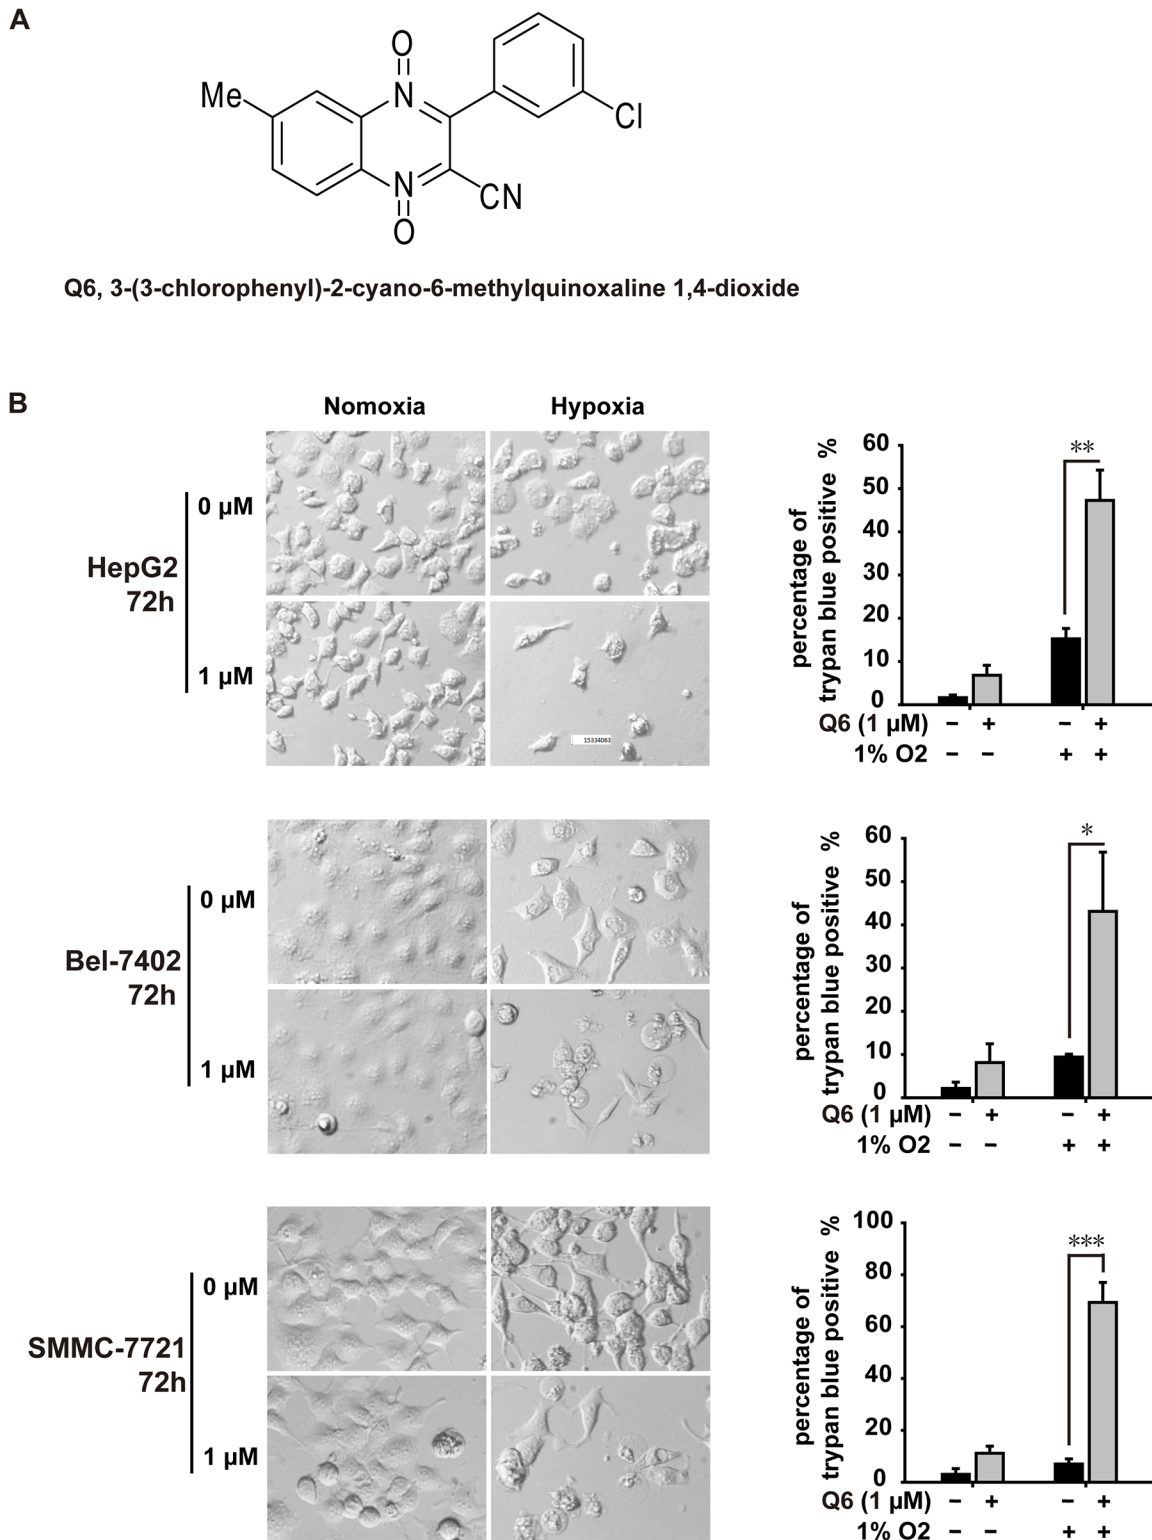 A
O
Me
N
Cl
N
CN
O
Q6, 3-(3-chlorophenyl)-2-cyano-6-methylquinoxaline 1,4-dioxide
B
Nomoxia
Hypoxia
HepG2
72h
0 µM
1 µM
15334063
percentage of
trypan blue positive %
60
50
40
30
20
10
0
**
Q6 (1 µM) − + − +
1% O2 − − + +
Bel-7402
72h
0 µM
1 µM
percentage of
trypan blue positive %
60
50
40
30
20
10
0
*
Q6 (1 µM) − + − +
1% O2 − − + +
SMMC-7721
72h
0 µM
1 µM
percentage of
trypan blue positive %
100
80
60
40
20
0
***
Q6 (1 µM) − + − +
1% O2 − − + +